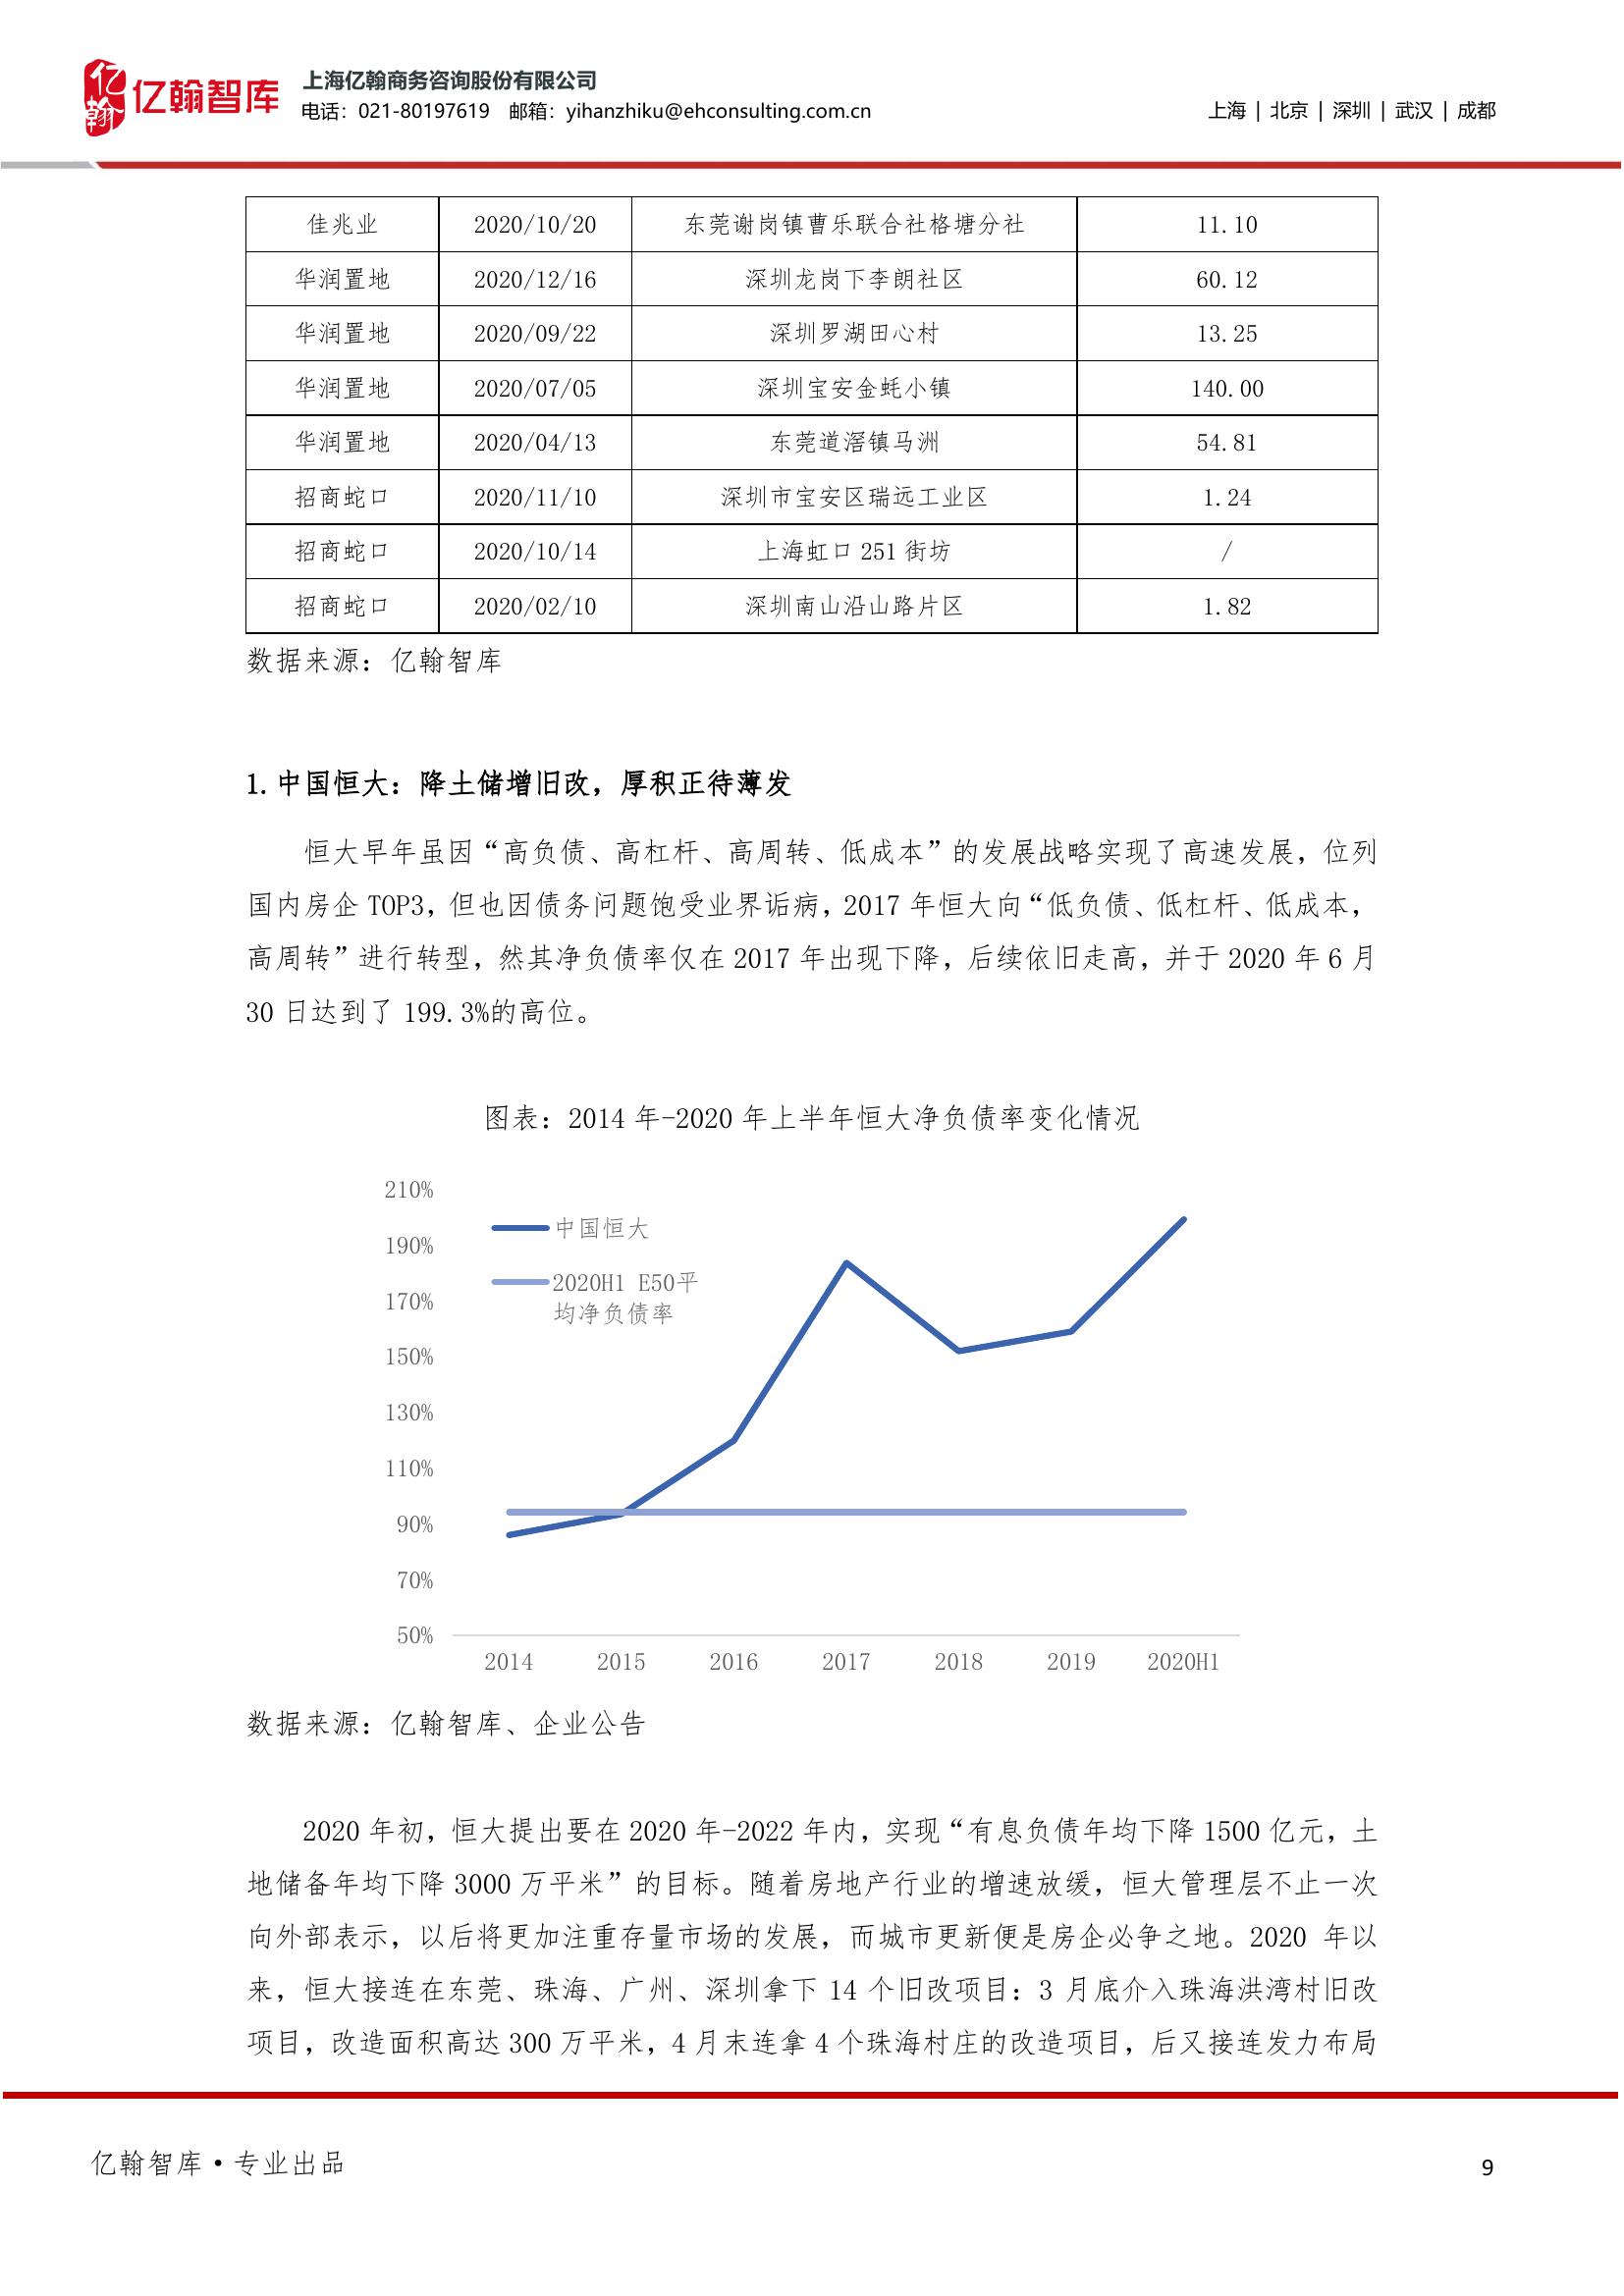 亿翰
亿翰智库
上海亿翰商务咨询股份有限公司
电话：021-80197619 邮箱：yihanzhiku@ehconsulting.com.cn
上海 | 北京 | 深圳 | 武汉 | 成都
佳兆业 2020/10/20 东莞谢岗镇曹乐联合社格塘分社 11.10
华润置地 2020/12/16 深圳龙岗下李朗社区 60.12
华润置地 2020/09/22 深圳罗湖田心村 13.25
华润置地 2020/07/05 深圳宝安金蚝小镇 140.00
华润置地 2020/04/13 东莞道滘镇马洲 54.81
招商蛇口 2020/11/10 深圳市宝安区瑞远工业区 1.24
招商蛇口 2020/10/14 上海虹口 251 街坊 /
招商蛇口 2020/02/10 深圳南山沿山路片区 1.82
数据来源：亿翰智库
1.中国恒大：降土储增旧改，厚积正待薄发
恒大早年虽因“高负债、高杠杆、高周转、低成本”的发展战略实现了高速发展，位列
国内房企 TOP3，但也因债务问题饱受业界诟病，2017 年恒大向“低负债、低杠杆、低成本，
高周转”进行转型，然其净负债率仅在 2017 年出现下降，后续依旧走高，并于 2020 年 6 月
30 日达到了 199.3%的高位。
图表：2014 年-2020 年上半年恒大净负债率变化情况
210%
190%
170%
150%
130%
110%
90%
70%
50%
中国恒大
2020H1 E50平
均净负债率
2014 2015 2016 2017 2018 2019 2020H1
数据来源：亿翰智库、企业公告
2020 年初，恒大提出要在 2020 年-2022 年内，实现“有息负债年均下降 1500 亿元，土
地储备年均下降 3000 万平米”的目标。随着房地产行业的增速放缓，恒大管理层不止一次
向外部表示，以后将更加注重存量市场的发展，而城市更新便是房企必争之地。2020 年以
来，恒大接连在东莞、珠海、广州、深圳拿下 14 个旧改项目：3 月底介入珠海洪湾村旧改
项目，改造面积高达 300 万平米，4 月末连拿 4 个珠海村庄的改造项目，后又接连发力布局
亿翰智库·专业出品
9